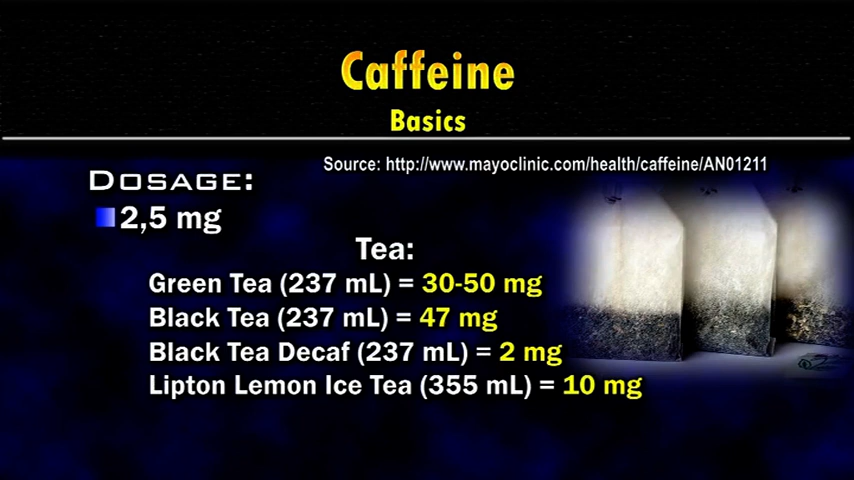 Caffeine
Basics
Source: http://www.mayoclinic.com/health/caffeine/AN01211
DOSAGE:
2,5 mg
Tea:
Green Tea (237 mL) = 30-50 mg
Black Tea (237 mL) = 47 mg
Black Tea Decaf (237 mL) = 2 mg
Lipton Lemon Ice Tea (355 mL) = 10 mg